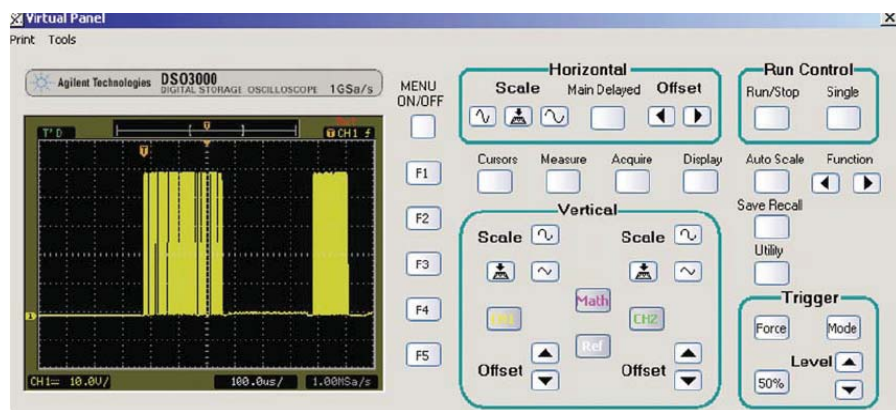 Virtual Panel
Print Tools
Agilent Technologies DSO3000
DIGITAL STORAGE OSCILLOSCOPE 1GSa/s
T'D
CH1
T
1
CH1= 10.0V/ 100.0us/ 1.00MSa/s
MENU
ON/OFF
F1
F2
F3
F4
F5
Horizontal
Scale Main Delayed Offset
Run Control
Run/Stop Single
Cursors Measure Acquire Display
Auto Scale Function
Save Recall
Utility
Vertical
Scale Scale
Math
CH1 CH2
Ref
Offset Offset
Trigger
Force Mode
Level
50%